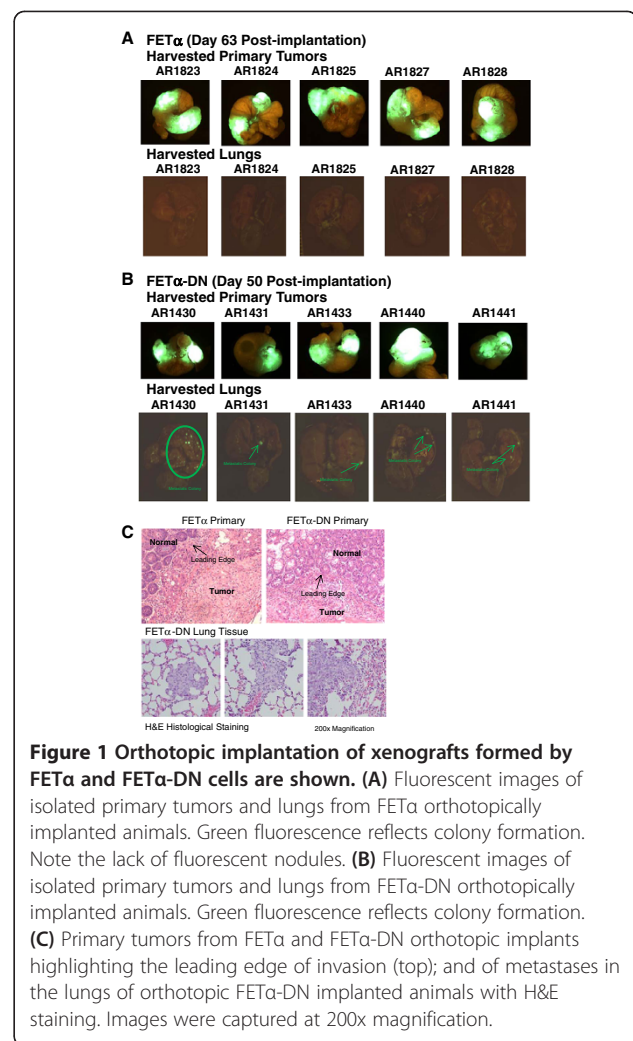 A FETα (Day 63 Post-implantation)
Harvested Primary Tumors
AR1823 AR1824 AR1825 AR1827 AR1828
Harvested Lungs
AR1823 AR1824 AR1825 AR1827 AR1828
B FETα-DN (Day 50 Post-implantation)
Harvested Primary Tumors
AR1430 AR1431 AR1433 AR1440 AR1441
Harvested Lungs
AR1430 AR1431 AR1433 AR1440 AR1441
FETα Primary FETα-DN Primary
C Normal Leading Edge Tumor Normal Leading Edge Tumor
FETα-DN Lung Tissue
H&E Histological Staining 200x Magnification
Figure 1 Orthotopic implantation of xenografts formed by
FETα and FETα-DN cells are shown. (A) Fluorescent images of
isolated primary tumors and lungs from FETα orthotopically
implanted animals. Green fluorescence reflects colony formation.
Note the lack of fluorescent nodules. (B) Fluorescent images of
isolated primary tumors and lungs from FETα-DN orthotopically
implanted animals. Green fluorescence reflects colony formation.
(C) Primary tumors from FETα and FETα-DN orthotopic implants
highlighting the leading edge of invasion (top); and of metastases in
the lungs of orthotopic FETα-DN implanted animals with H&E
staining. Images were captured at 200x magnification.